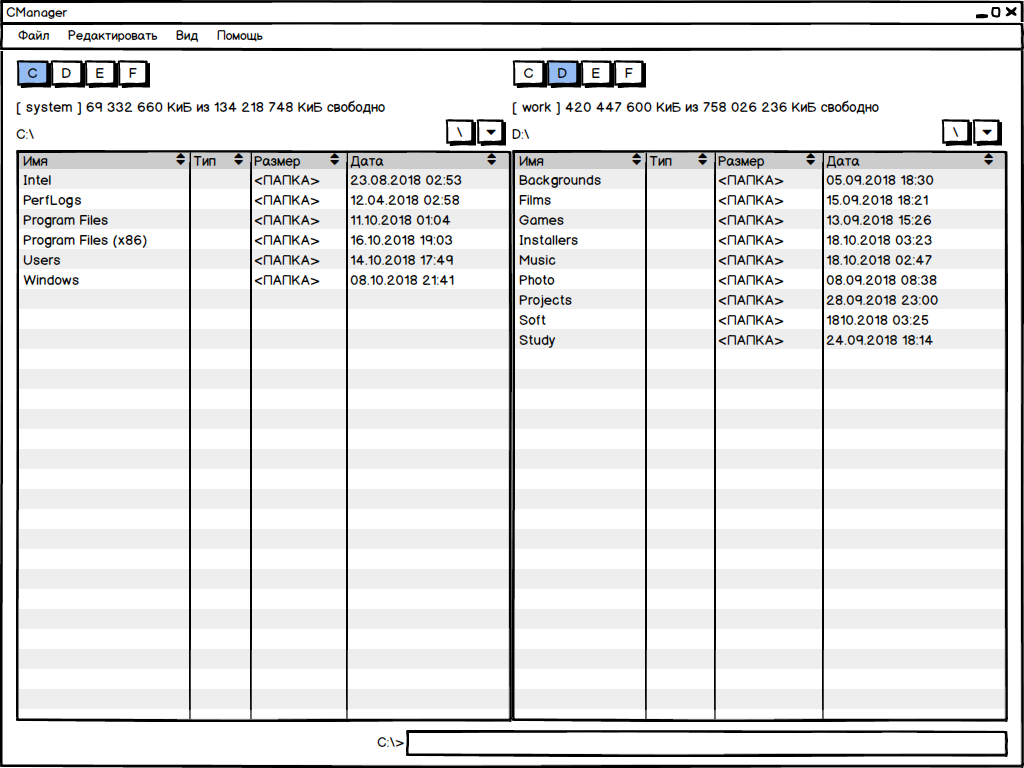 CManager
Файл Редактировать Вид Помощь
C D E F
[ system ] 69 332 660 КиБ из 134 218 748 КиБ свободно
C:\ \
Имя Тип Размер Дата
Intel <ПАПКА> 23.08.2018 02:53
PerfLogs <ПАПКА> 12.04.2018 02:58
Program Files <ПАПКА> 11.10.2018 01:04
Program Files (x86) <ПАПКА> 16.10.2018 19:03
Users <ПАПКА> 14.10.2018 17:49
Windows <ПАПКА> 08.10.2018 21:41
C D E F
[ work ] 420 447 600 КиБ из 758 026 236 КиБ свободно
D:\ \
Имя Тип Размер Дата
Backgrounds <ПАПКА> 05.09.2018 18:30
Films <ПАПКА> 15.09.2018 18:21
Games <ПАПКА> 13.09.2018 15:26
Installers <ПАПКА> 18.10.2018 03:23
Music <ПАПКА> 18.10.2018 02:47
Photo <ПАПКА> 08.09.2018 08:38
Projects <ПАПКА> 28.09.2018 23:00
Soft <ПАПКА> 1810.2018 03:25
Study <ПАПКА> 24.09.2018 18:14
C:\>